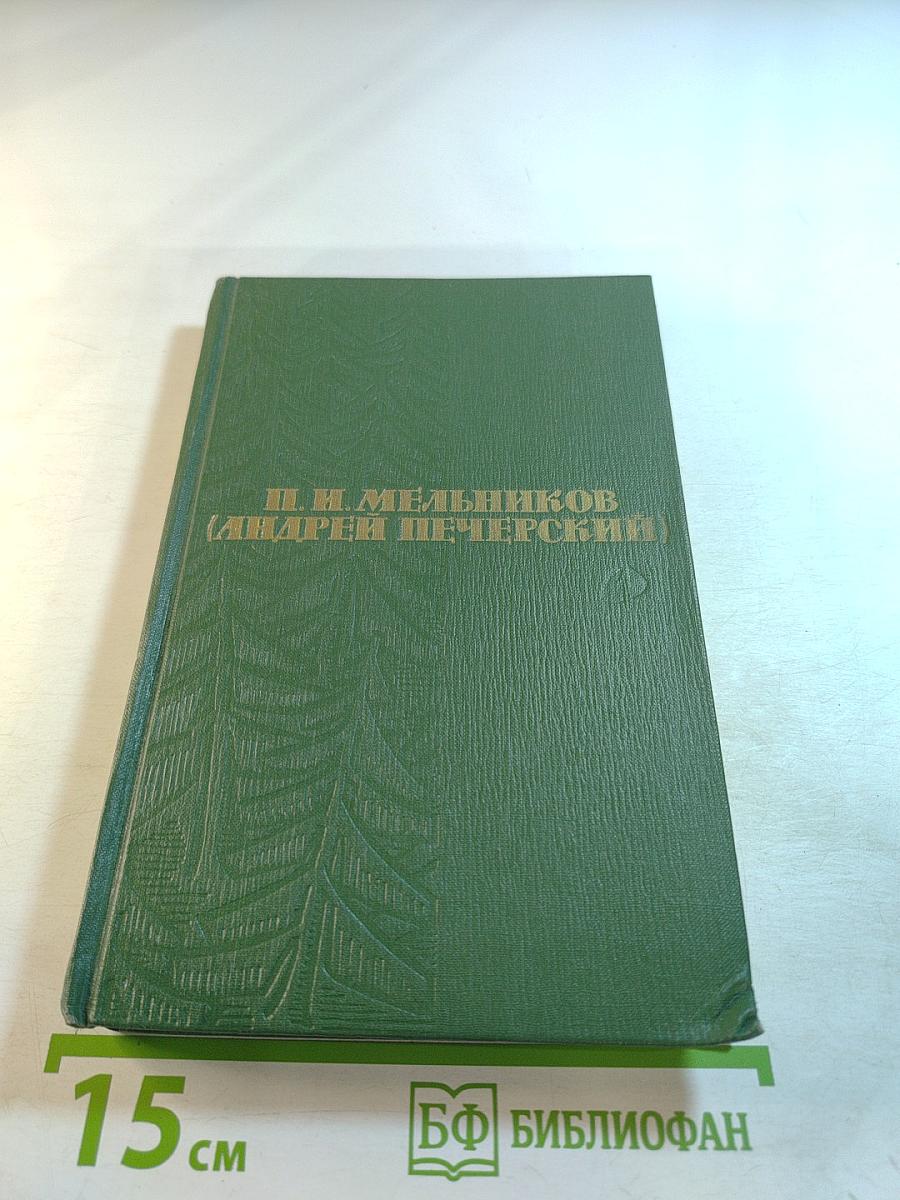 П. И. МЕЛЬНИКОВ
(АНДРЕЙ ПЕЧЕРСКИЙ)
15 см
БФ БИБЛИОФАН